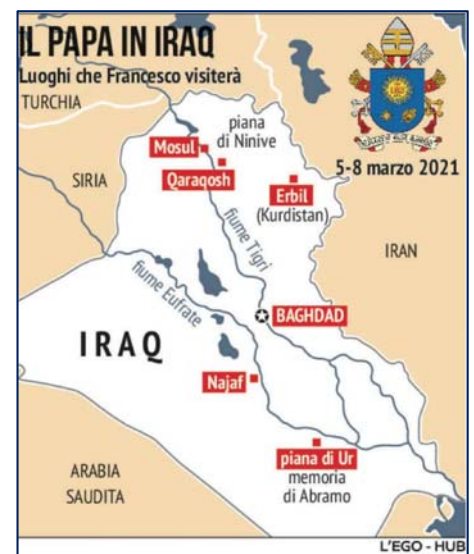 IL PAPA IN IRAQ
Luoghi che Francesco visiterà
TURCHIA
piana
di Ninive
5-8 marzo 2021
Mosul
Qaraqosh
SIRIA
Erbil
(Kurdistan)
fiume Tigri
IRAN
fiume Eufrate
BAGHDAD
IRAQ
Najaf
piana di Ur
memoria
di Abramo
ARABIA
SAUDITA
L'EGO - HUB